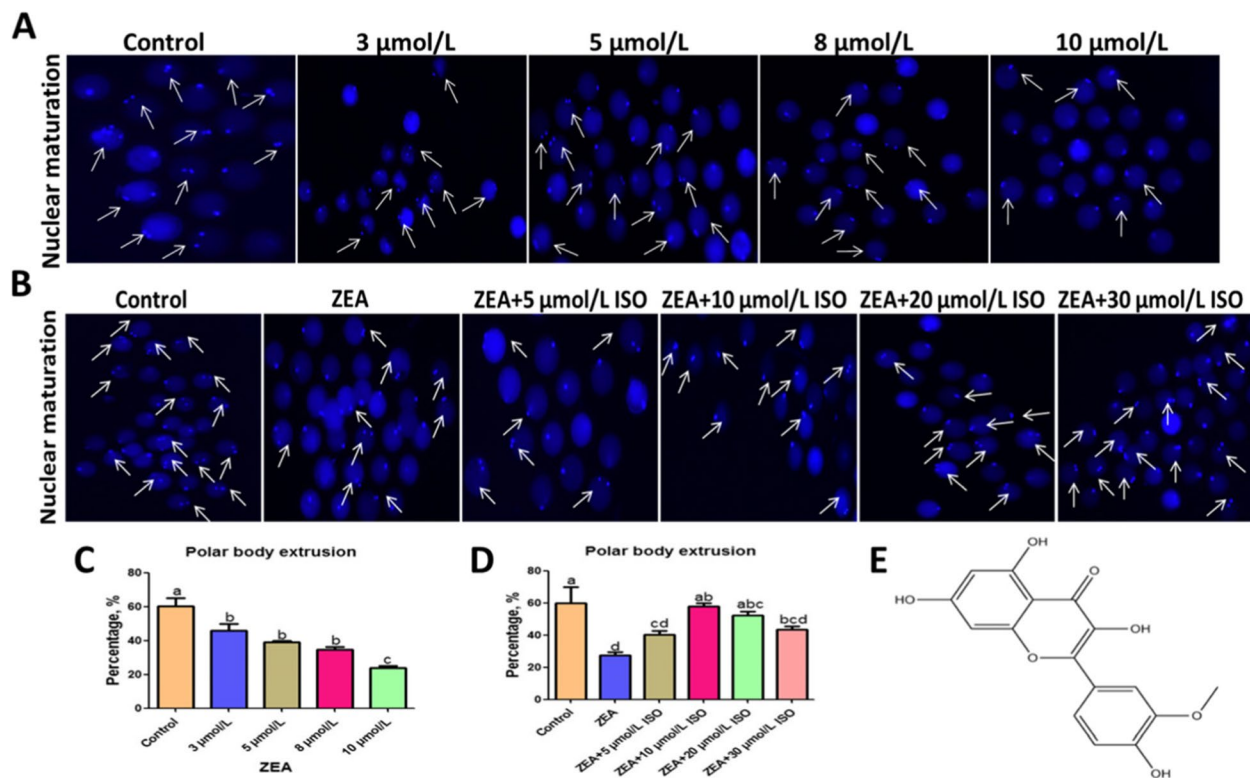 A
Control
3 µmol/L
5 µmol/L
8 µmol/L
10 µmol/L
Nuclear maturation
B
Control
ZEA
ZEA+5 µmol/L ISO
ZEA+10 µmol/L ISO
ZEA+20 µmol/L ISO
ZEA+30 µmol/L ISO
Nuclear maturation
C
Polar body extrusion
Percentage, %
80
60
40
20
0
a
b
b
b
c
Control
3 µmol/L
5 µmol/L
8 µmol/L
10 µmol/L
ZEA
D
Polar body extrusion
Percentage, %
80
60
40
20
0
a
d
cd
ab
abc
bcd
Control
ZEA
ZEA+5 µmol/L ISO
ZEA+10 µmol/L ISO
ZEA+20 µmol/L ISO
ZEA+30 µmol/L ISO
E
OH
O
HO
OH
O
O
OH